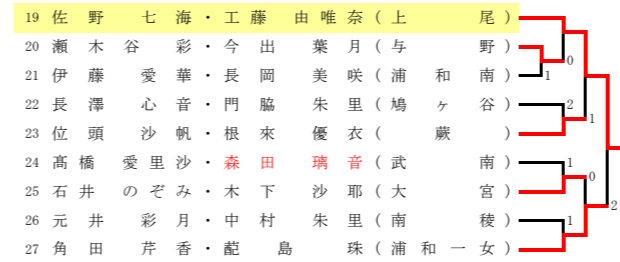 19 佐野七海・工藤由唯奈(上尾)
20 瀬木谷彩・今出葉月(与野) 0
21 伊藤愛華・長岡美咲(浦和南) 1
22 長澤心音・門脇朱里(鳩ヶ谷) 2
23 位頭沙帆・根來優衣(蕨) 1
24 髙橋愛里沙・森田璃音(武南) 1
25 石井のぞみ・木下沙耶(大宮) 0
26 元井彩月・中村朱里(南稜) 1 2
27 角田芹香・蓜島珠(浦和一女)